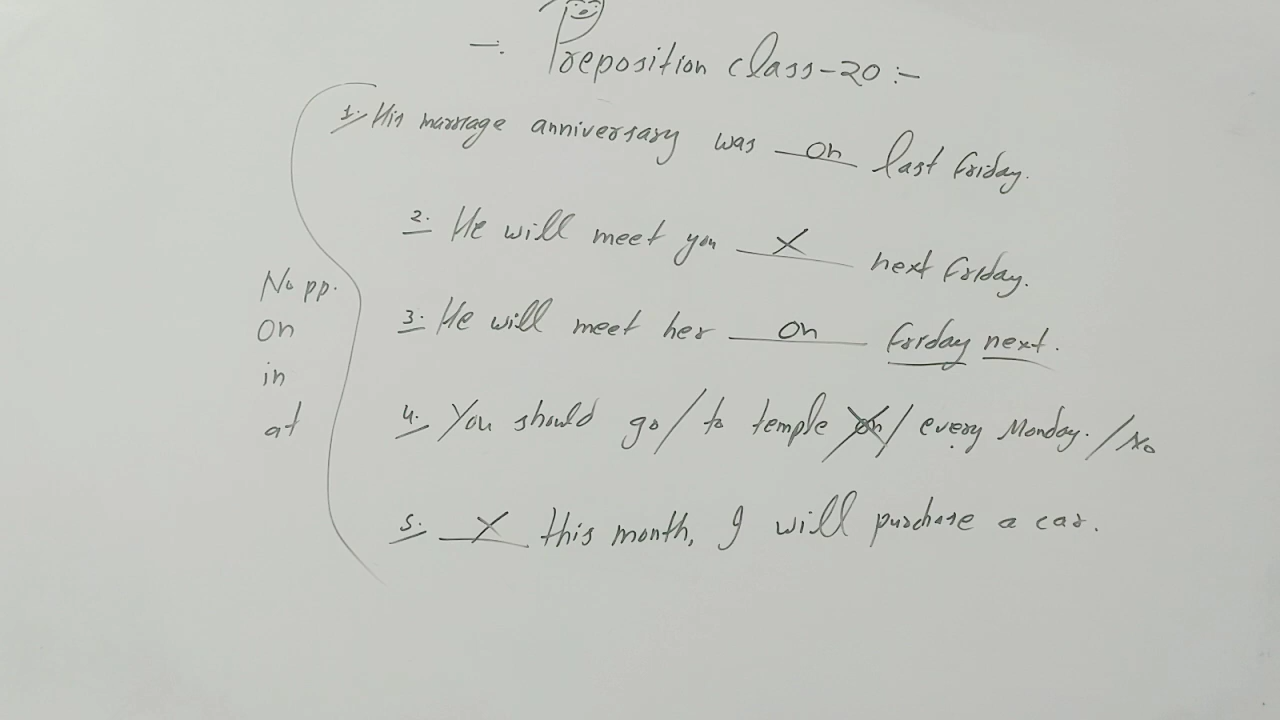 -: Preposition class-20 :-
1. His marriage anniversary was on last Friday.
2. He will meet you X next Friday.
No pp.
on
in
at
3. He will meet her on Friday next.
4. You should go / to temple on / every Monday. / No
5. X this month, I will purchase a car.